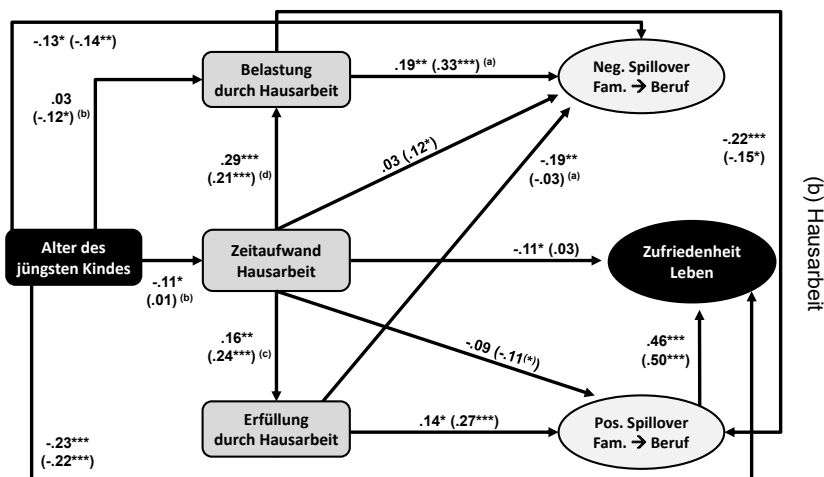 -.13* (-.14**)
Belastung
durch Hausarbeit
.19** (.33***) (a)
Neg. Spillover
Fam. → Beruf
.03
(-.12*) (b)
.29***
(.21***) (d)
.03 (.12*)
-.19**
(-.03) (a)
-.22***
(-.15*)
Alter des
jüngsten Kindes
-.11*
(.01) (b)
Zeitaufwand
Hausarbeit
-.11* (.03)
Zufriedenheit
Leben
(b) Hausarbeit
.16**
(.24***) (c)
-.09 (-.11(*))
.46***
(.50***)
Erfüllung
durch Hausarbeit
.14* (.27***)
Pos. Spillover
Fam. → Beruf
-.23***
(-.22***)